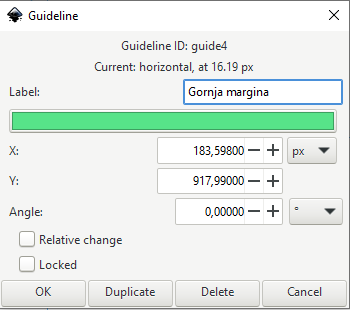 Guideline
Guideline ID: guide4
Current: horizontal, at 16.19 px
Label: Gornja margina
X: 183,59800 px
Y: 917,99000
Angle: 0,00000 °
Relative change
Locked
OK Duplicate Delete Cancel